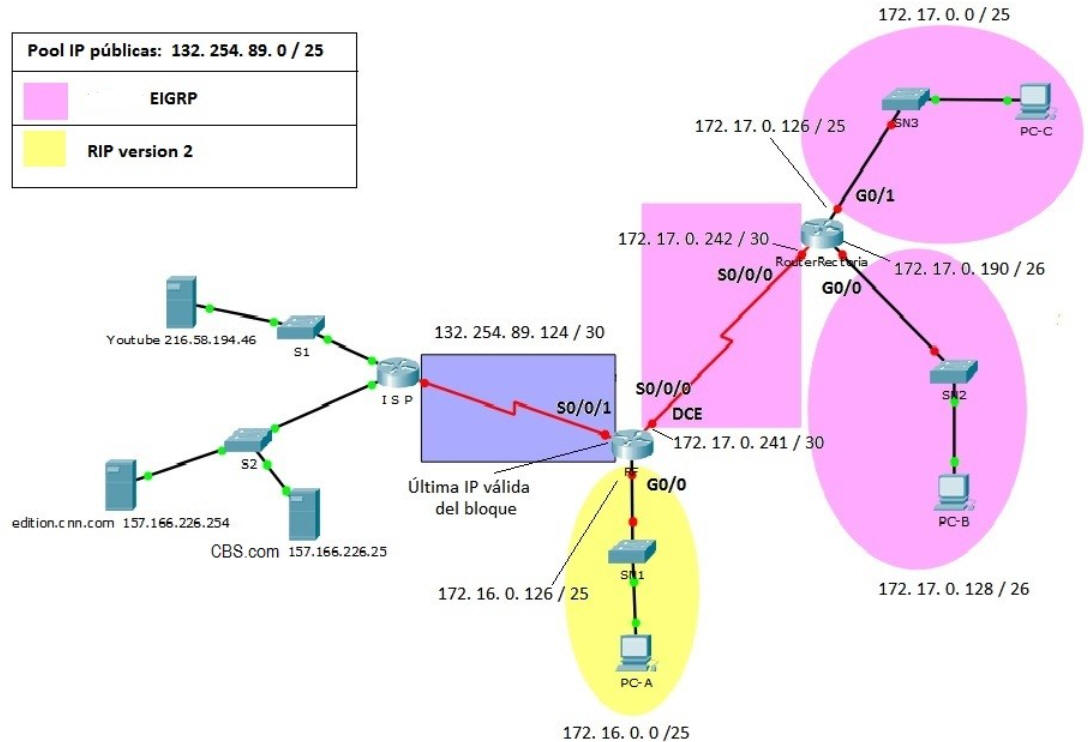 Pool IP públicas: 132. 254. 89. 0 / 25
EIGRP
RIP version 2
172. 17. 0. 0 / 25
SN3
PC-C
172. 17. 0. 126 / 25
G0/1
172. 17. 0. 242 / 30
RouterRectoria
172. 17. 0. 190 / 26
S0/0/0
G0/0
Youtube 216.58.194.46
S1
132. 254. 89. 124 / 30
I S P
S0/0/1
S0/0/0
DCE
SN2
S2
172. 17. 0. 241 / 30
Última IP válida
del bloque
G0/0
edition.cnn.com 157.166.226.254
CBS.com 157.166.226.25
PC-B
SN1
172. 16. 0. 126 / 25
172. 17. 0. 128 / 26
PC-A
172. 16. 0. 0 /25